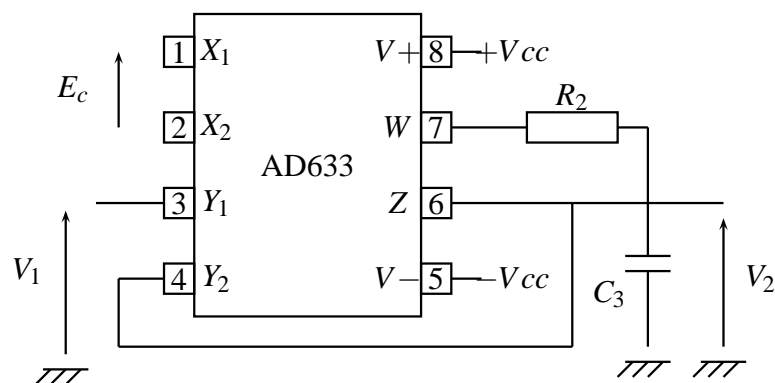 1 X1 V+ 8 +Vcc
Ec
R2
2 X2 W 7
AD633
3 Y1 Z 6
V1
4 Y2 V− 5 −Vcc
C3
V2